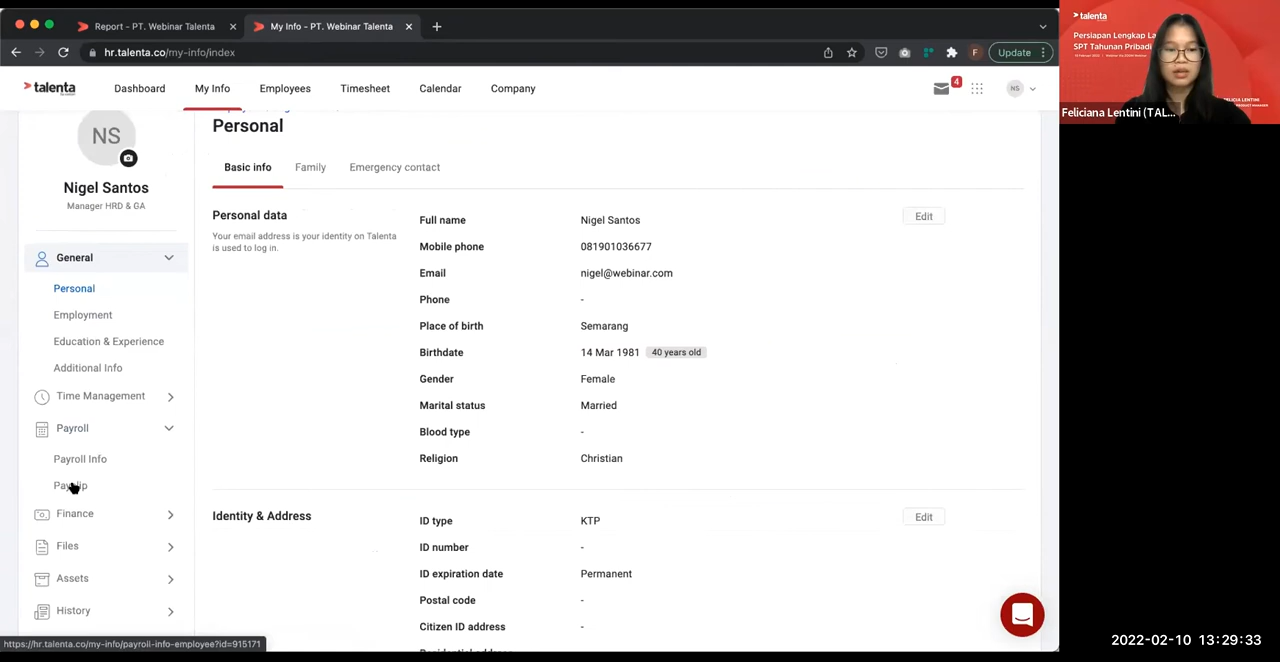 Report - PT. Webinar Talenta
My Info - PT. Webinar Talenta
hr.talenta.co/my-info/index
F
Update
talenta
Dashboard
My Info
Employees
Timesheet
Calendar
Company
4
NS
NS
Nigel Santos
Manager HRD & GA
General
Personal
Employment
Education & Experience
Additional Info
Time Management
Payroll
Payroll Info
Finance
Files
Assets
History
https://hr.talenta.co/my-info/payroll-info-employee?id=915171
Personal
Basic info
Family
Emergency contact
Personal data
Your email address is your identity on Talenta
is used to log in.
Full name Nigel Santos
Edit
Mobile phone 081901036677
Email nigel@webinar.com
Phone -
Place of birth Semarang
Birthdate 14 Mar 1981 40 years old
Gender Female
Marital status Married
Blood type -
Religion Christian
Identity & Address
ID type KTP
Edit
ID number -
ID expiration date Permanent
Postal code -
Citizen ID address -
talenta
Persiapan Lengkap La
SPT Tahunan Pribadi
Feliciana Lentini (TAL...
2022-02-10 13:29:33